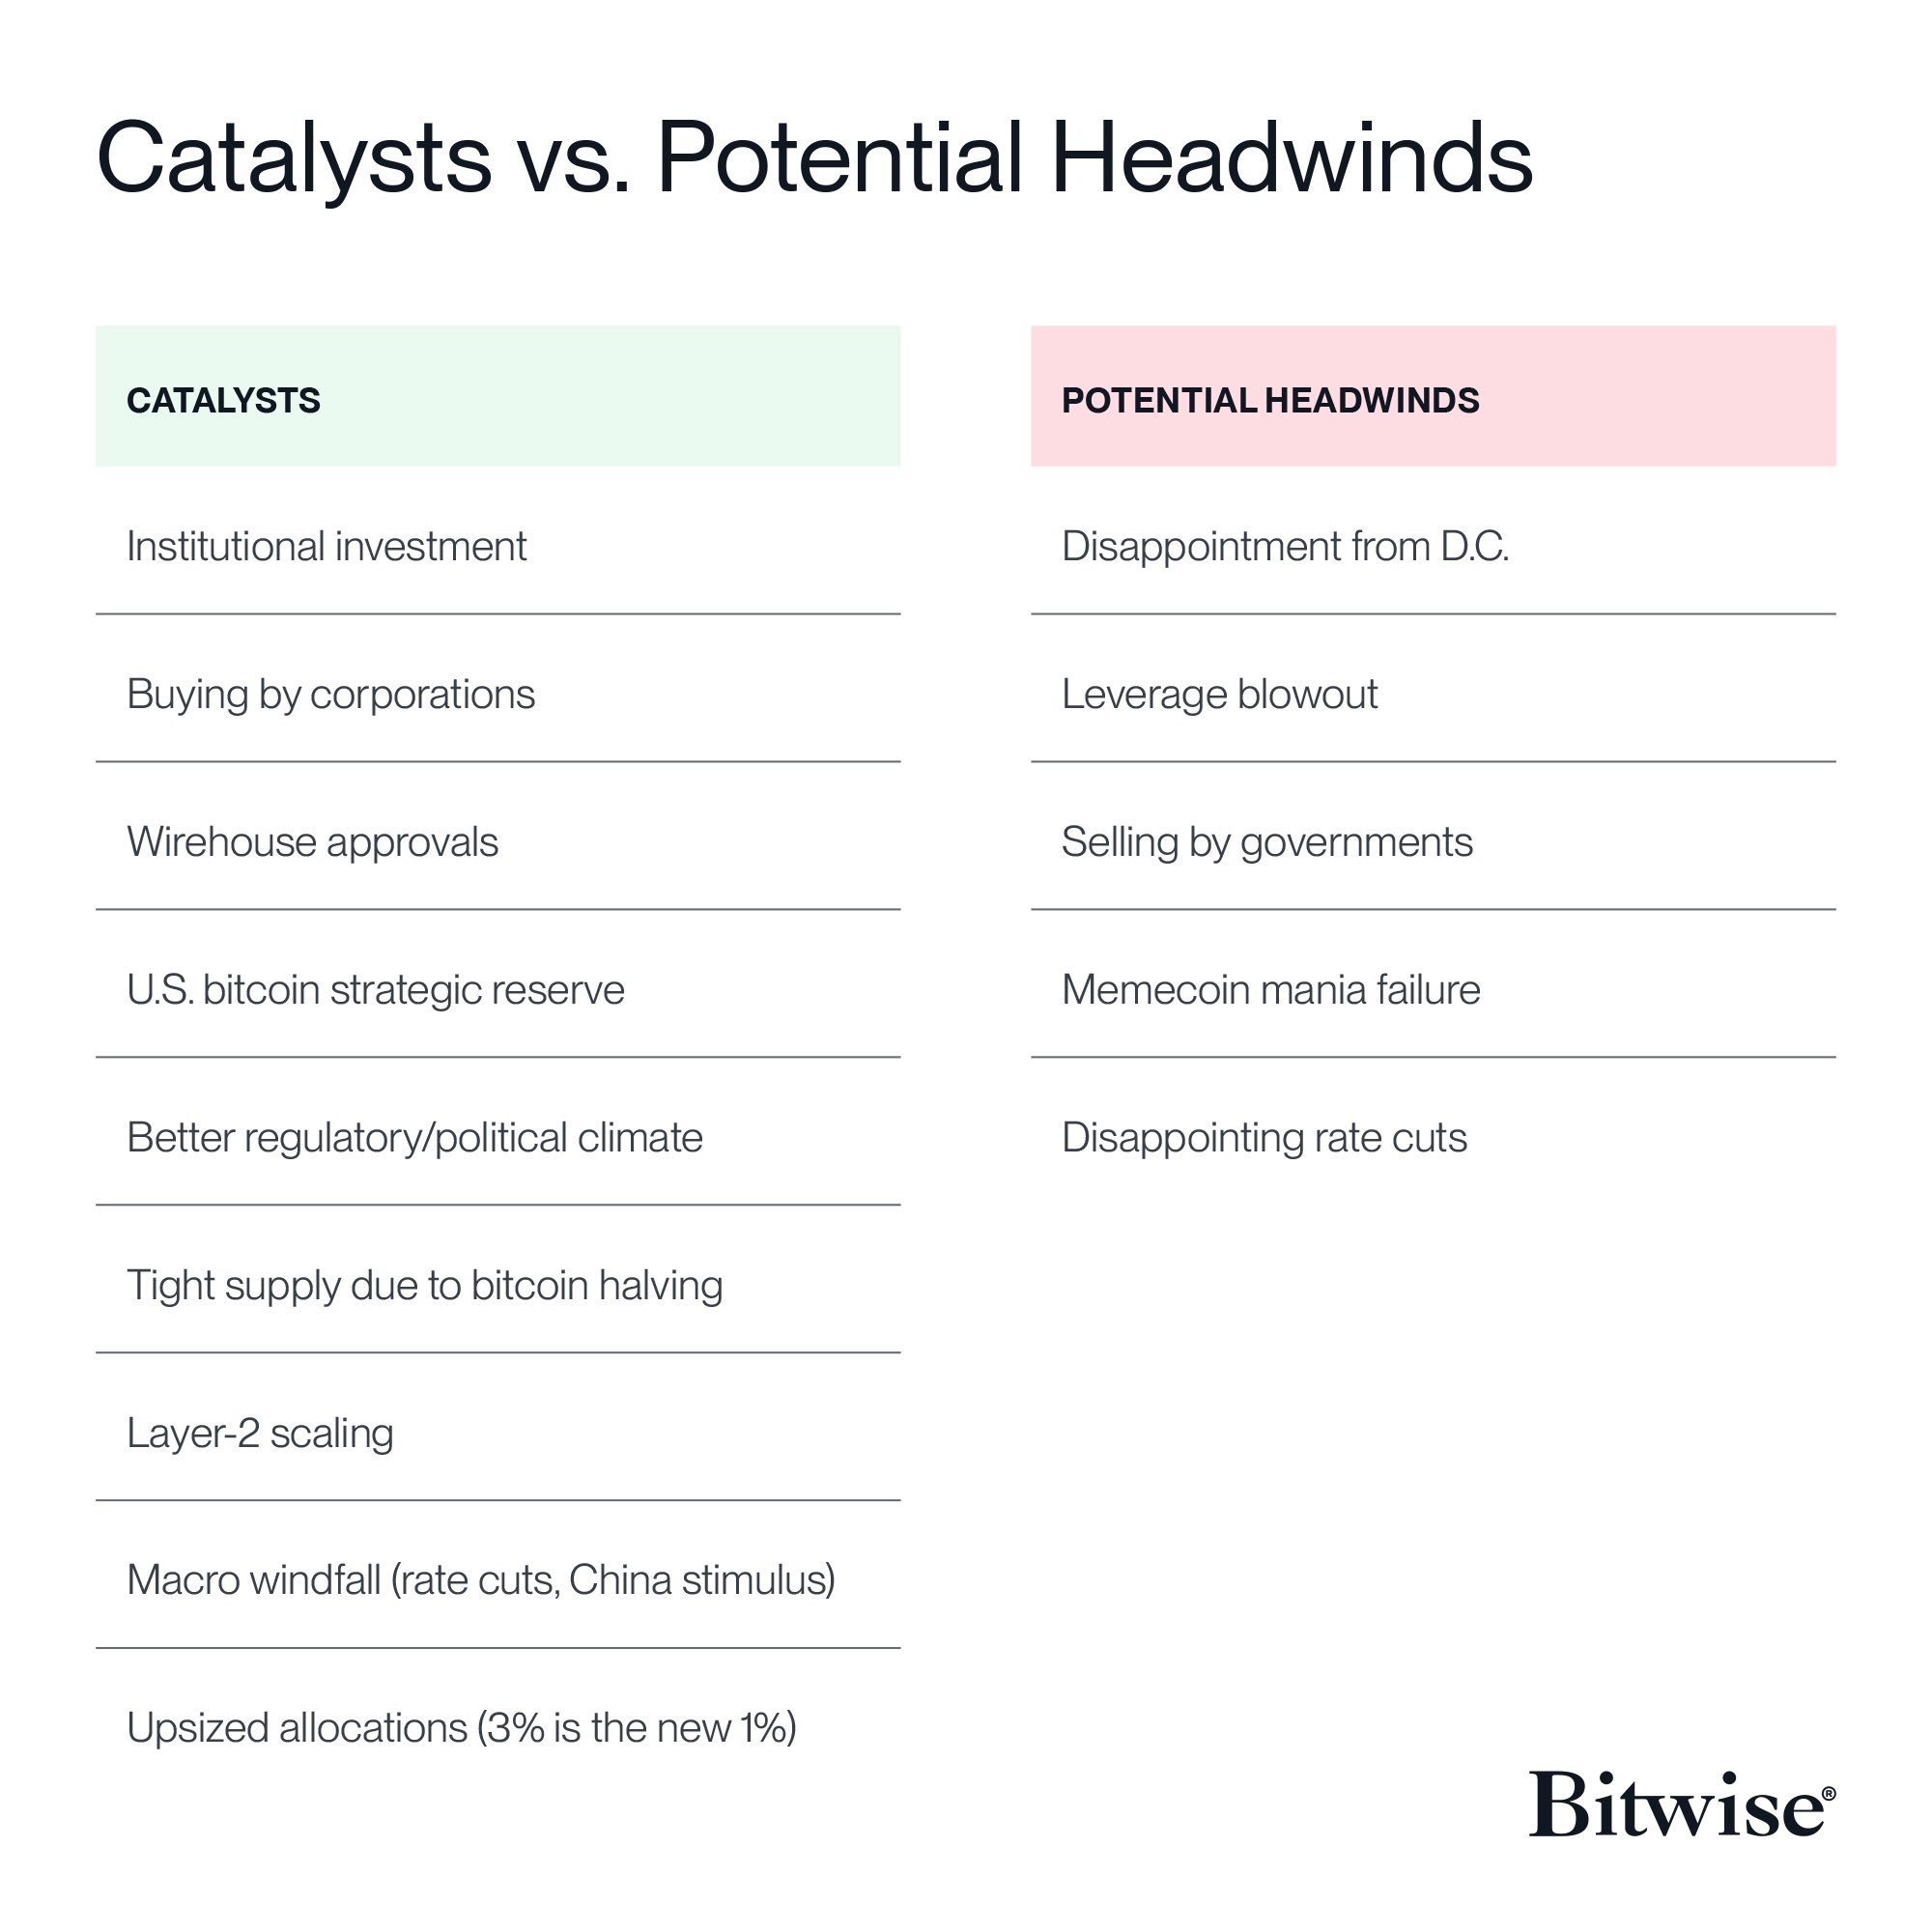 Catalysts vs. Potential Headwinds
CATALYSTS
Institutional investment
Buying by corporations
Wirehouse approvals
U.S. bitcoin strategic reserve
Better regulatory/political climate
Tight supply due to bitcoin halving
Layer-2 scaling
Macro windfall (rate cuts, China stimulus)
Upsized allocations (3% is the new 1%)
POTENTIAL HEADWINDS
Disappointment from D.C.
Leverage blowout
Selling by governments
Memecoin mania failure
Disappointing rate cuts
Bitwise®